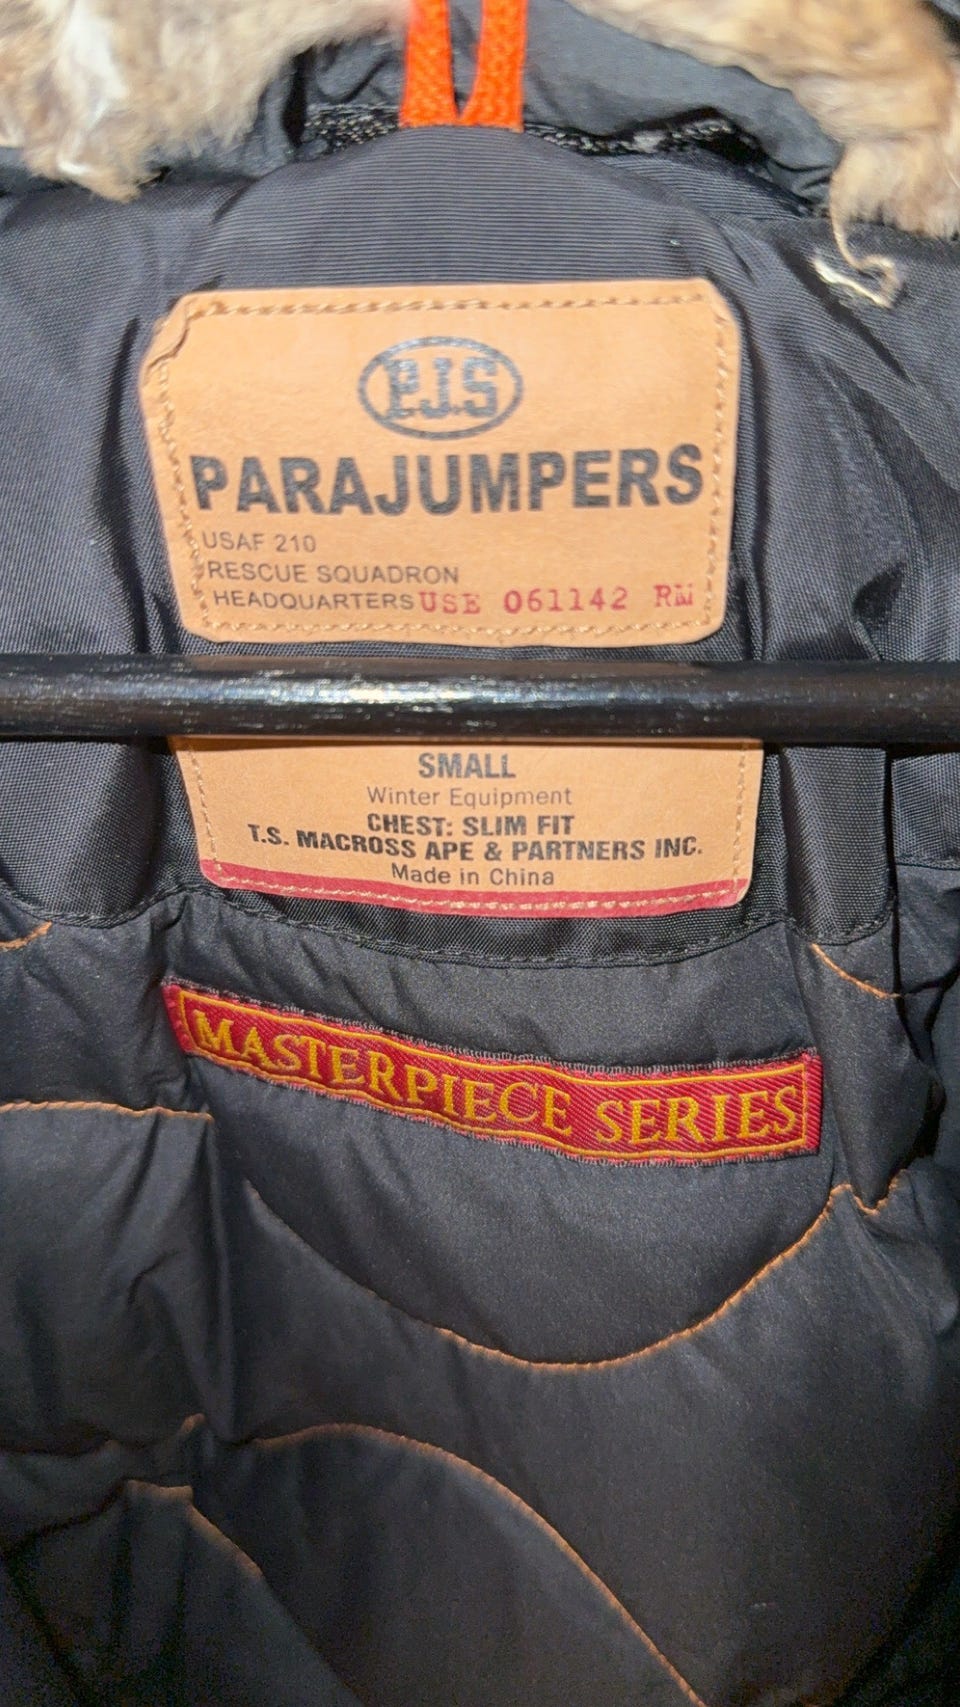 P.J.S
PARAJUMPERS
USAF 210
RESCUE SQUADRON
HEADQUARTERS USE 061142 RM
SMALL
Winter Equipment
CHEST: SLIM FIT
T.S. MACROSS APE & PARTNERS INC.
Made in China
MASTERPIECE SERIES